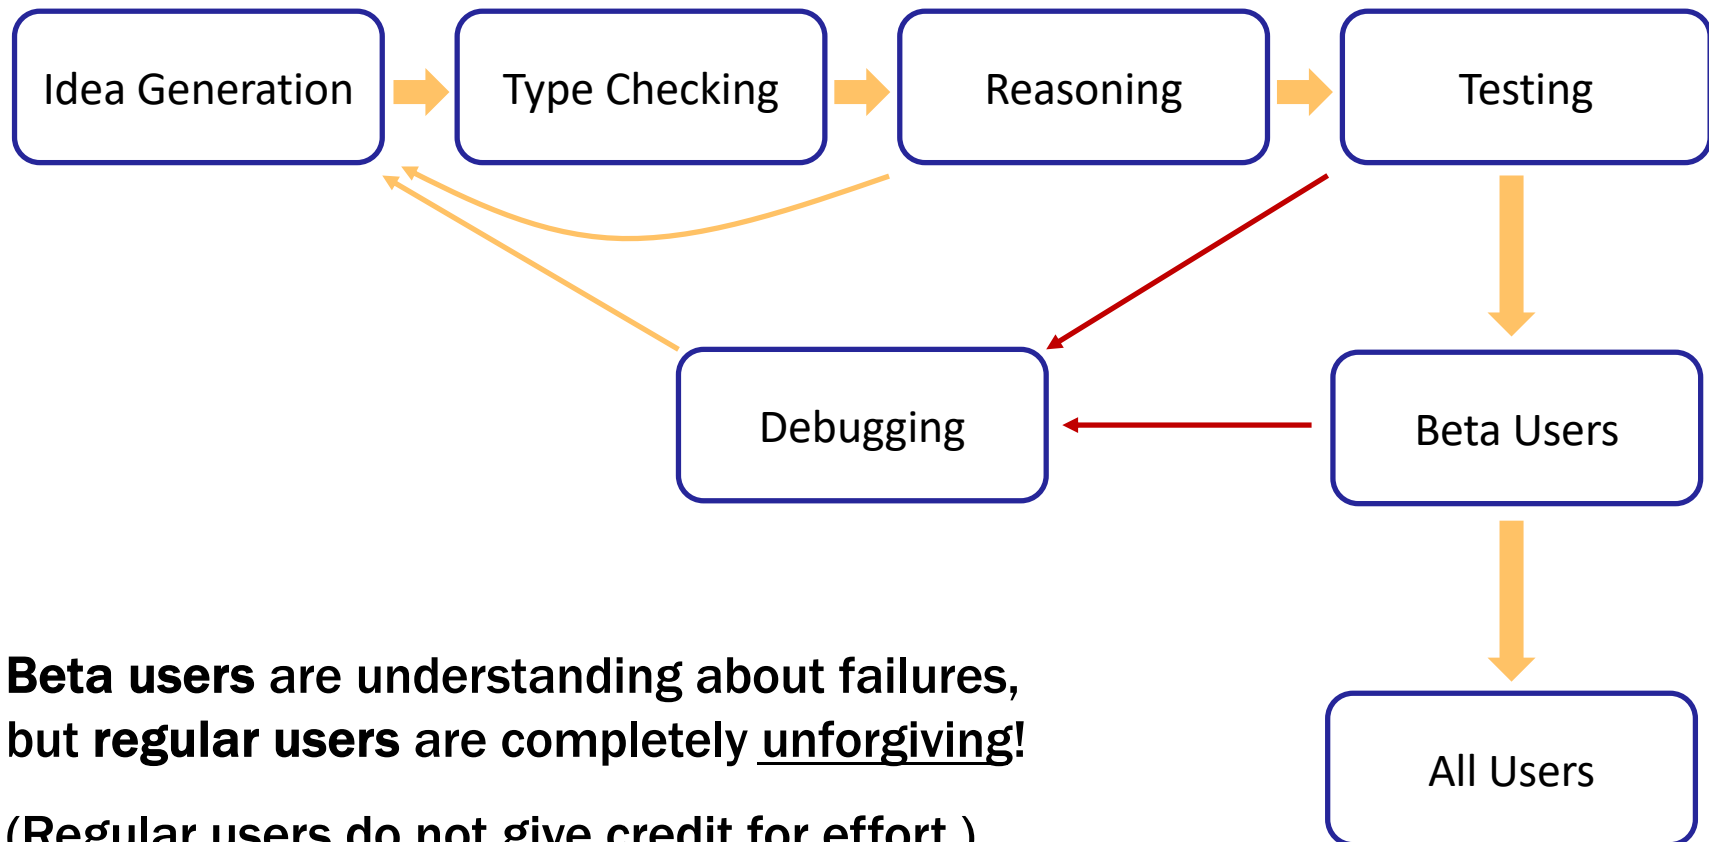 Idea Generation
Type Checking
Reasoning
Testing
Debugging
Beta Users
All Users
Beta users are understanding about failures,
but regular users are completely unforgiving!
(Regular users do not give credit for effort.)